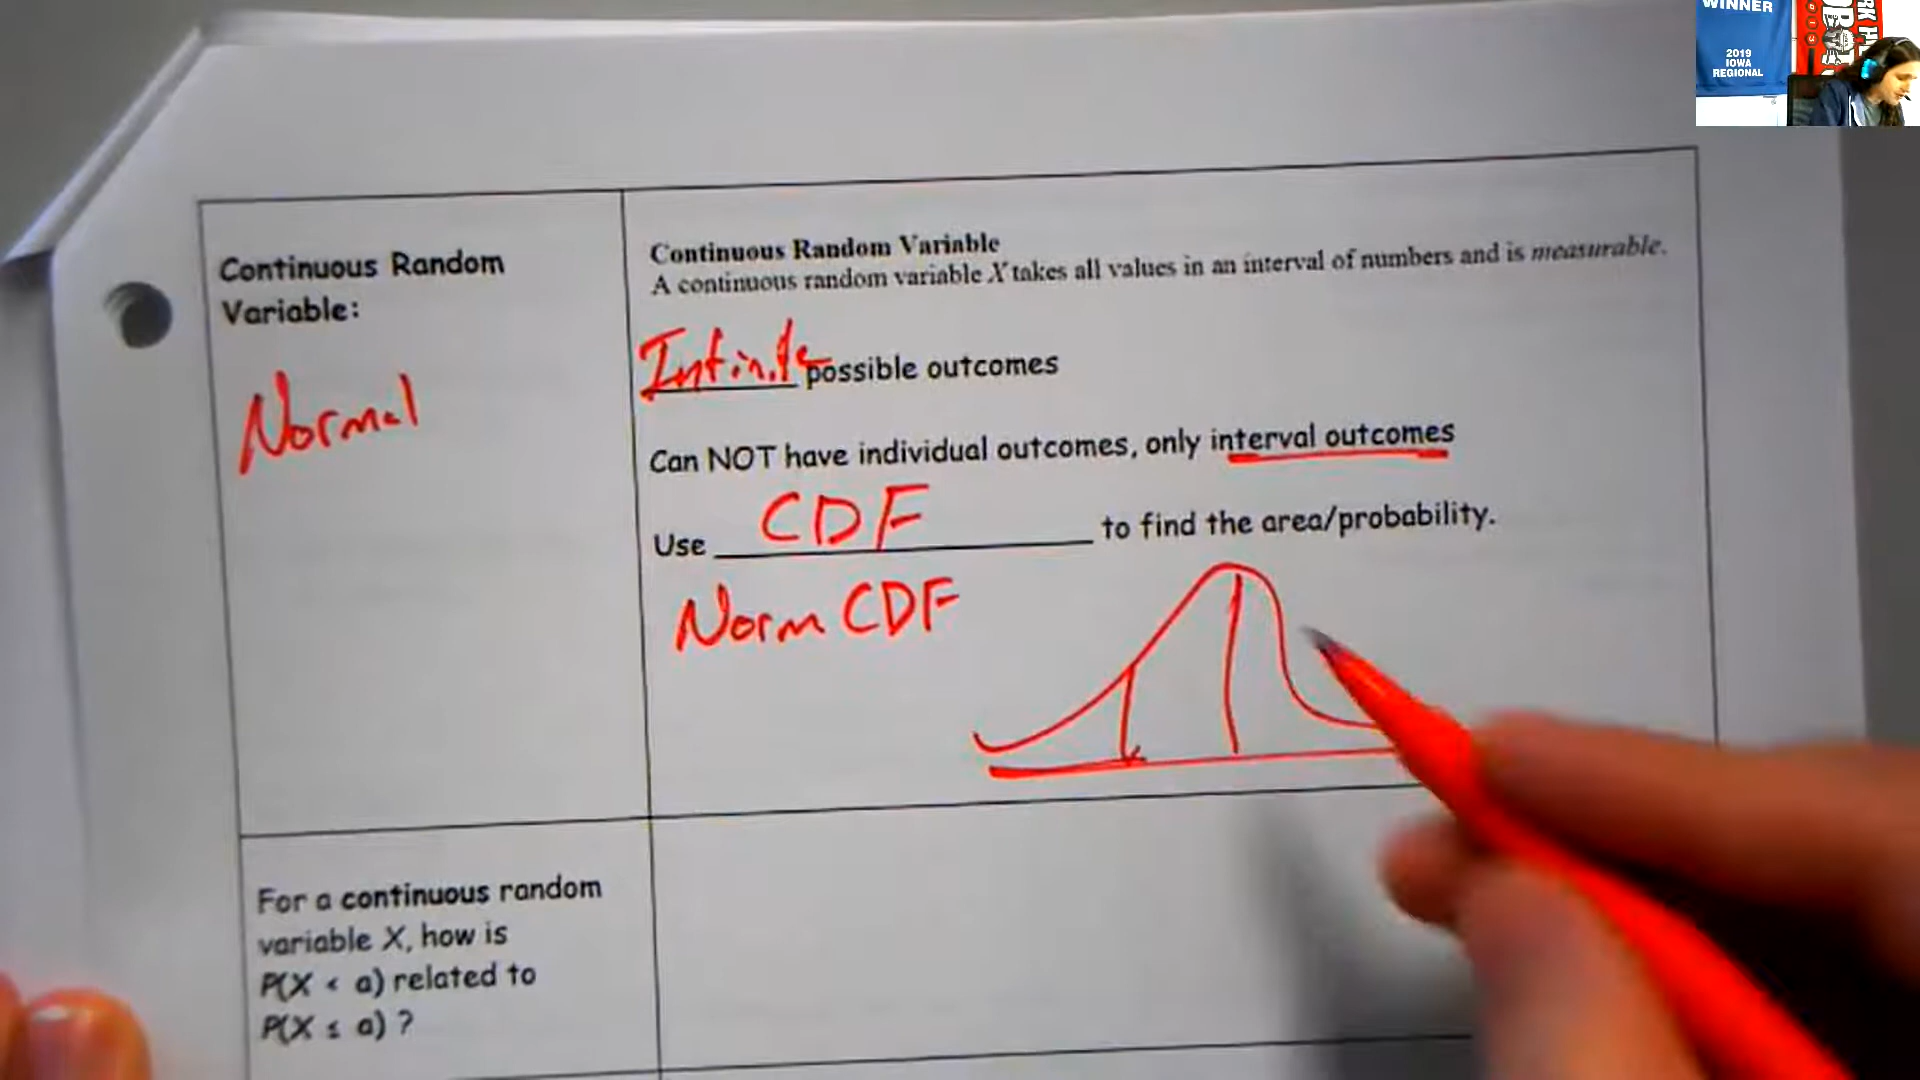 WINNER
2019
IOWA
REGIONAL
Continuous Random
Variable:
Normal
Continuous Random Variable
A continuous random variable X takes all values in an interval of numbers and is measurable.
Infinite possible outcomes
Can NOT have individual outcomes, only interval outcomes
Use CDF to find the area/probability.
Norm CDF
For a continuous random
variable X, how is
P(X < a) related to
P(X ≤ a) ?